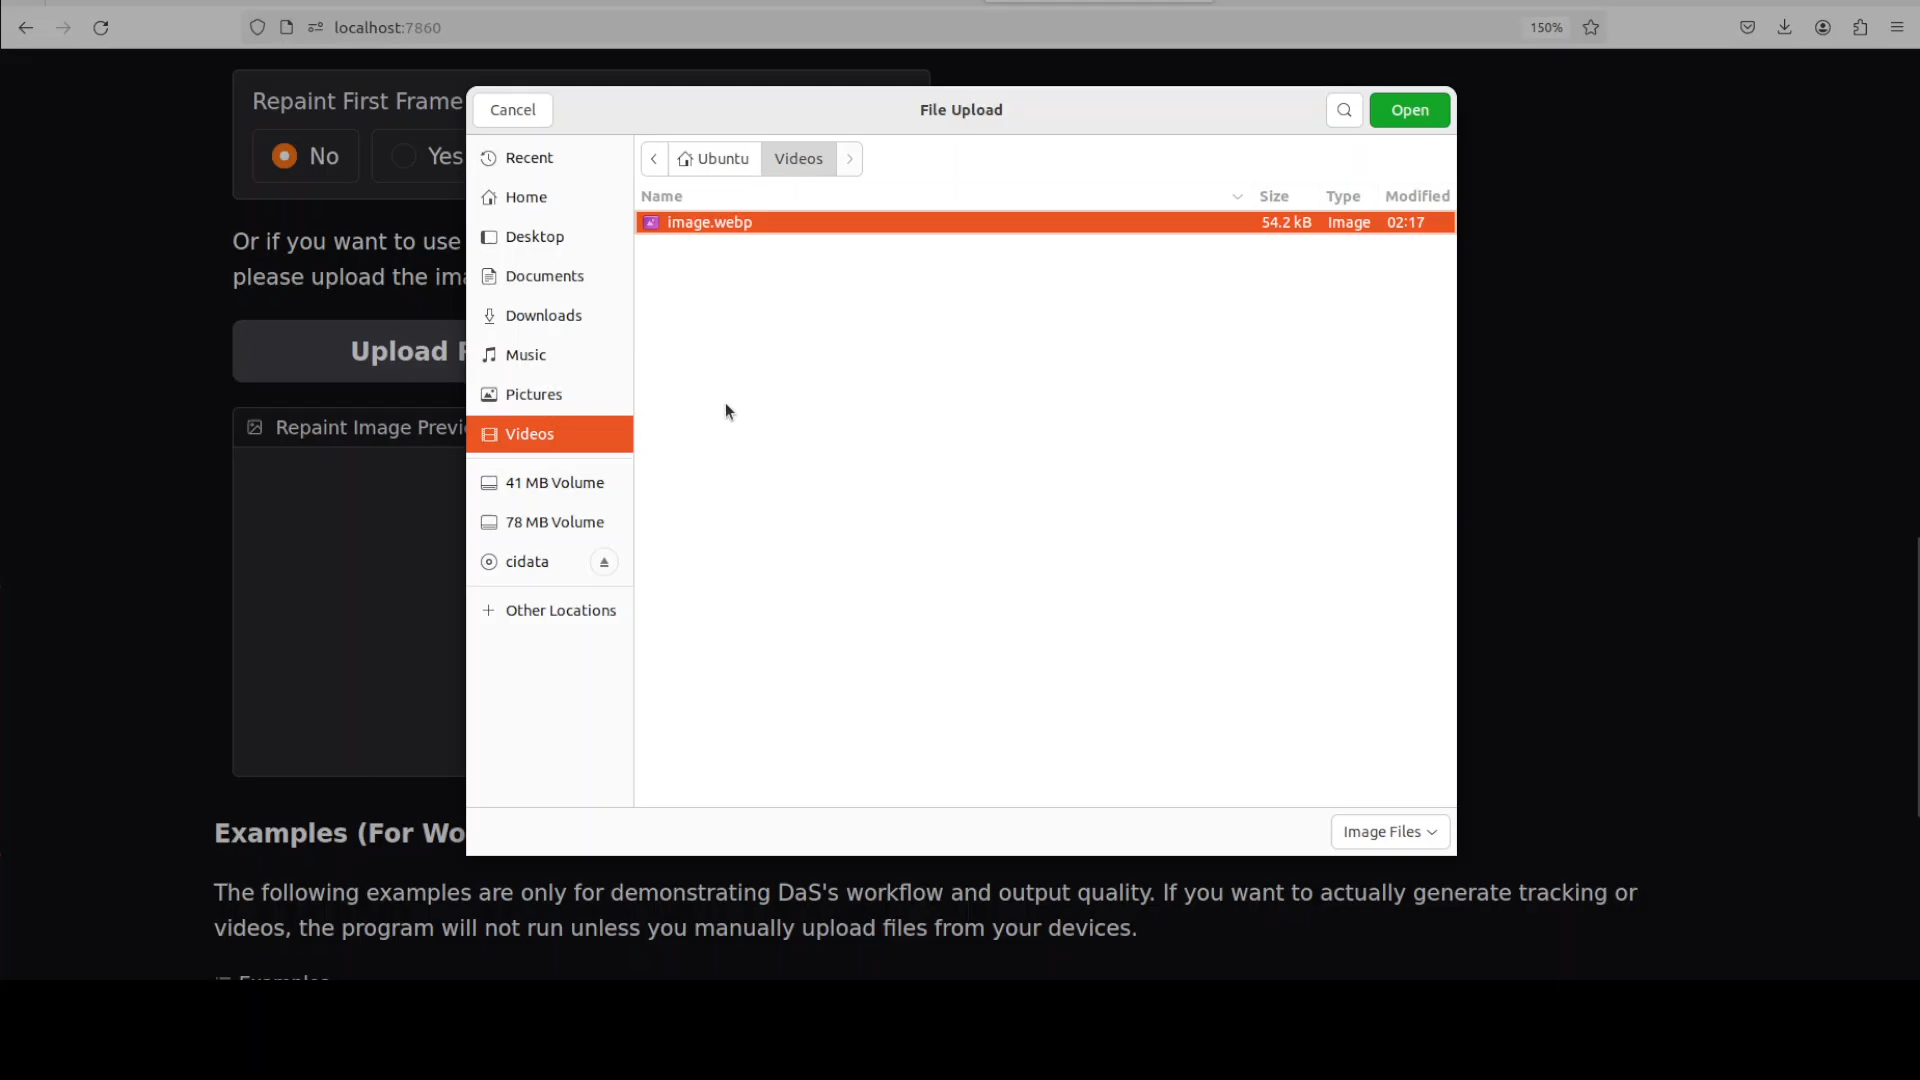 localhost:7860
150%
Repaint First Frame
No
Yes
Or if you want to use
please upload the
Upload
Repaint Image
Examples (For
The following examples are only for demonstrating DaS's workflow and output quality. If you want to actually generate tracking or
videos, the program will not run unless you manually upload files from your devices.
Examples
Cancel
File Upload
Open
Recent
Home
Desktop
Documents
Downloads
Music
Pictures
Videos
41 MB Volume
78 MB Volume
cidata
Other Locations
Ubuntu
Videos
Name
Size
Type
Modified
image.webp
54.2 kB
Image
02:17
Image Files